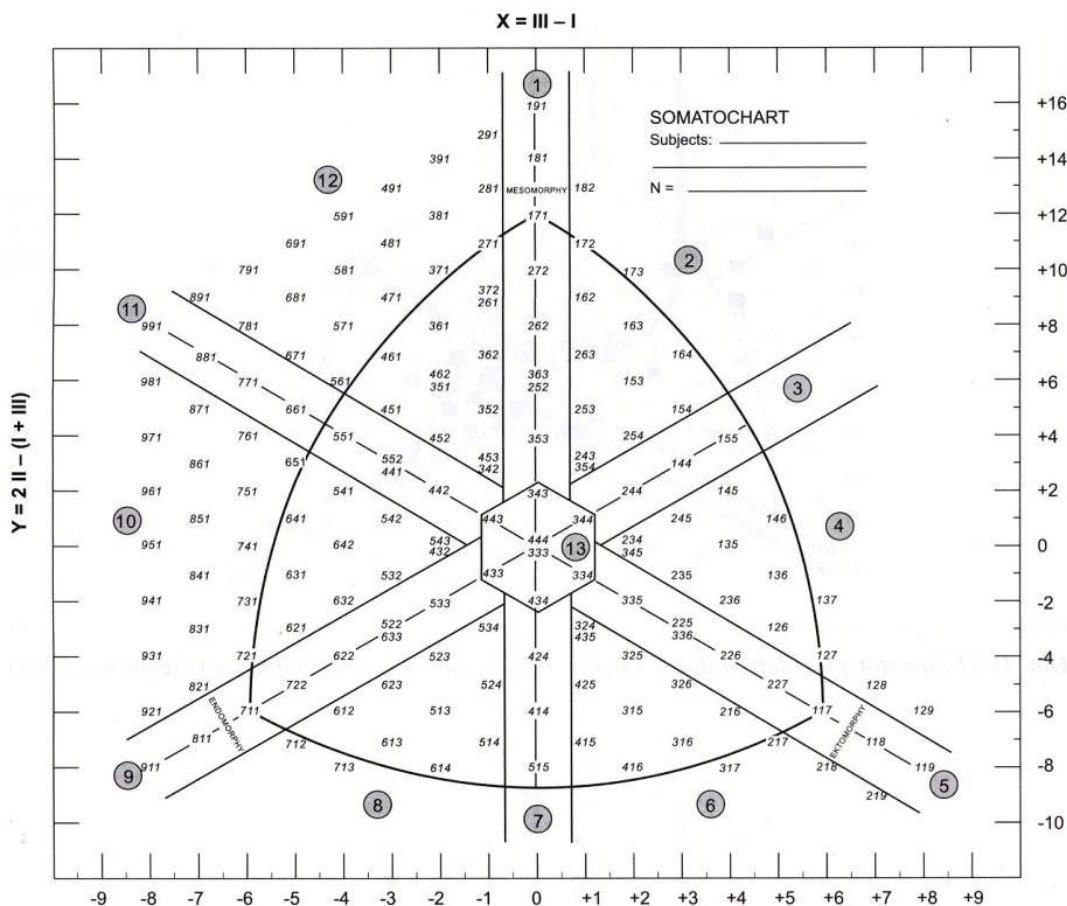 X = III – I
1
191 +16
SOMATOCHART
Subjects:
291
391 181 +14
12
491 281 MESOMORPHY 182 N =
591 381 171 +12
691 481 271 172
2
791 581 371 272 173 +10
891 681 471 372 162
261
11
991 781 571 361 262 163 +8
881 671 461 362 263 164
981 771 561 462 363 153 +6
351 252
3
871 661 451 352 253 154
971 761 551 452 353 254 155 +4
861 651 552 453 243 144
441 342 354
961 751 541 442 343 244 145 +2
10 851 641 542 443 344 245 146 4
951 741 642 543 444 13 234 135 0
432 333 345
841 631 532 433 334 235 136
941 731 632 533 434 335 236 137 -2
831 621 522 534 324 225 126
633 435 336
931 721 622 523 424 325 226 127 -4
821 722 623 524 425 326 227 128
921 711 612 513 414 315 216 117 129 -6
ENDOMORPHY EKTOMORPHY
811 712 613 514 415 316 217 118
911 713 614 515 416 317 218 119 -8
9 8 7 6 5
219
-10
Y = 2 II – (I + III)
-9 -8 -7 -6 -5 -4 -3 -2 -1 0 +1 +2 +3 +4 +5 +6 +7 +8 +9